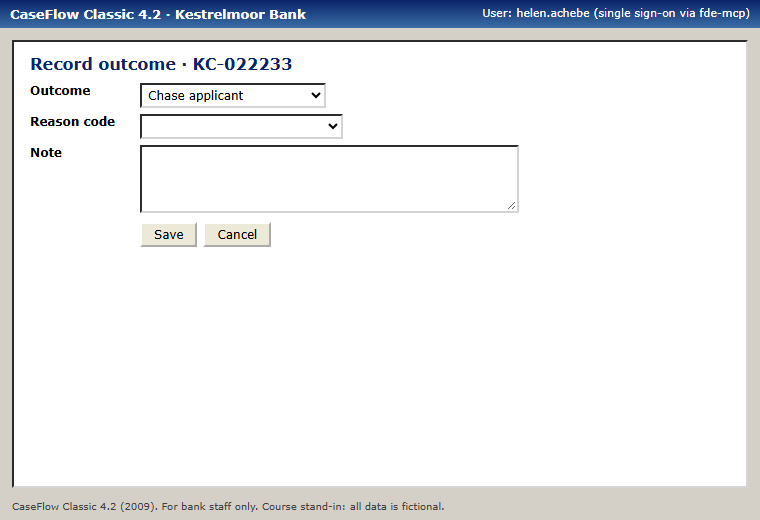 CaseFlow Classic 4.2 · Kestrelmoor Bank
User: helen.achebe (single sign-on via fde-mcp)
Record outcome · KC-022233
Outcome
Chase applicant
Reason code
Note
Save
Cancel
CaseFlow Classic 4.2 (2009). For bank staff only. Course stand-in: all data is fictional.